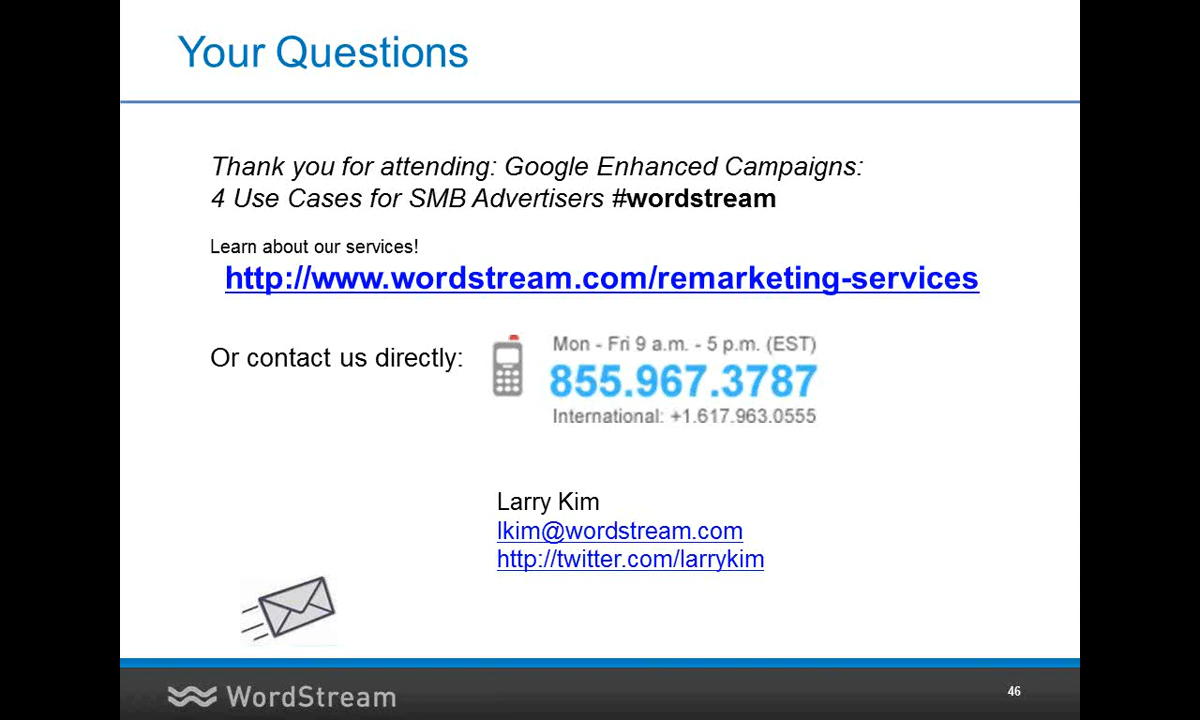 Your Questions
Thank you for attending: Google Enhanced Campaigns:
4 Use Cases for SMB Advertisers #wordstream
Learn about our services!
http://www.wordstream.com/remarketing-services
Or contact us directly:
Mon - Fri 9 a.m. - 5 p.m. (EST)
855.967.3787
International: +1.617.963.0555
Larry Kim
lkim@wordstream.com
http://twitter.com/larrykim
WordStream
46